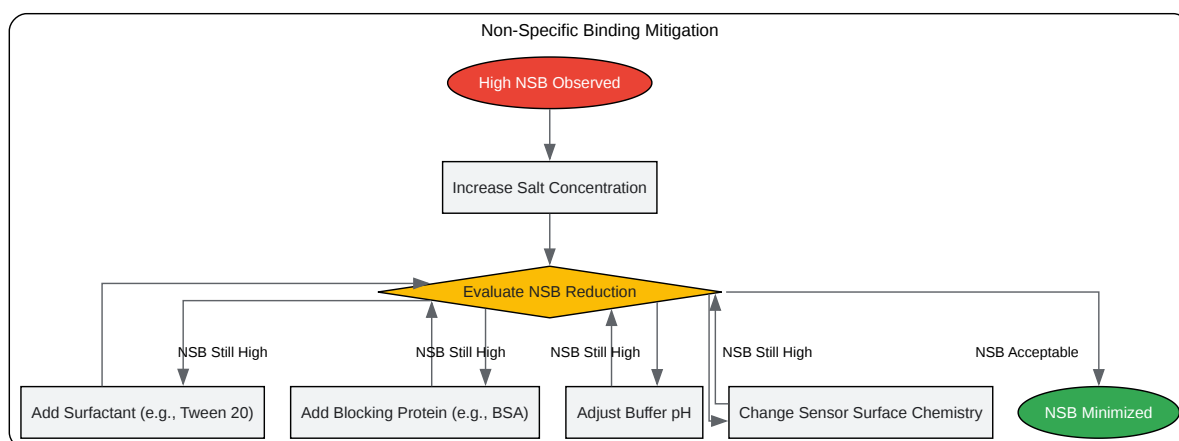 Non-Specific Binding Mitigation
High NSB Observed
Increase Salt Concentration
Evaluate NSB Reduction
NSB Still High
NSB Still High
NSB Still High
NSB Still High
NSB Acceptable
Add Surfactant (e.g., Tween 20)
Add Blocking Protein (e.g., BSA)
Adjust Buffer pH
Change Sensor Surface Chemistry
NSB Minimized